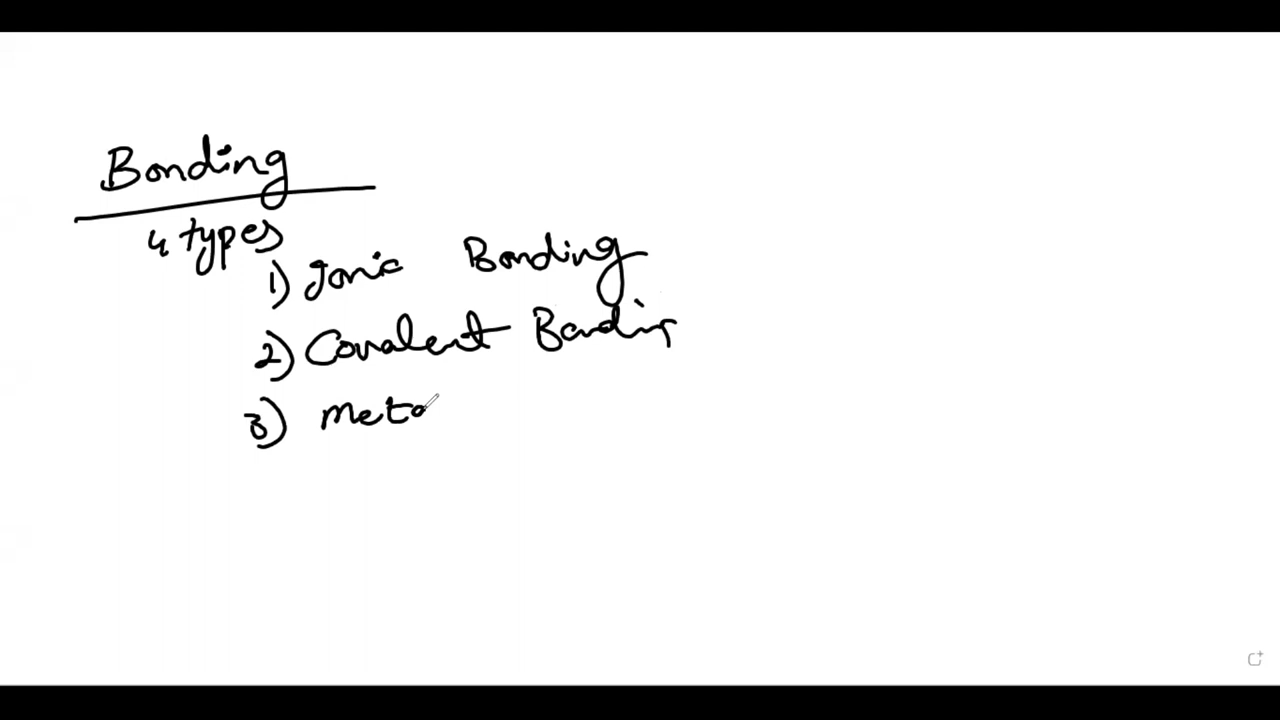 Bonding
4 types
1) Ionic Bonding
2) Covalent Bonding
3) Meta